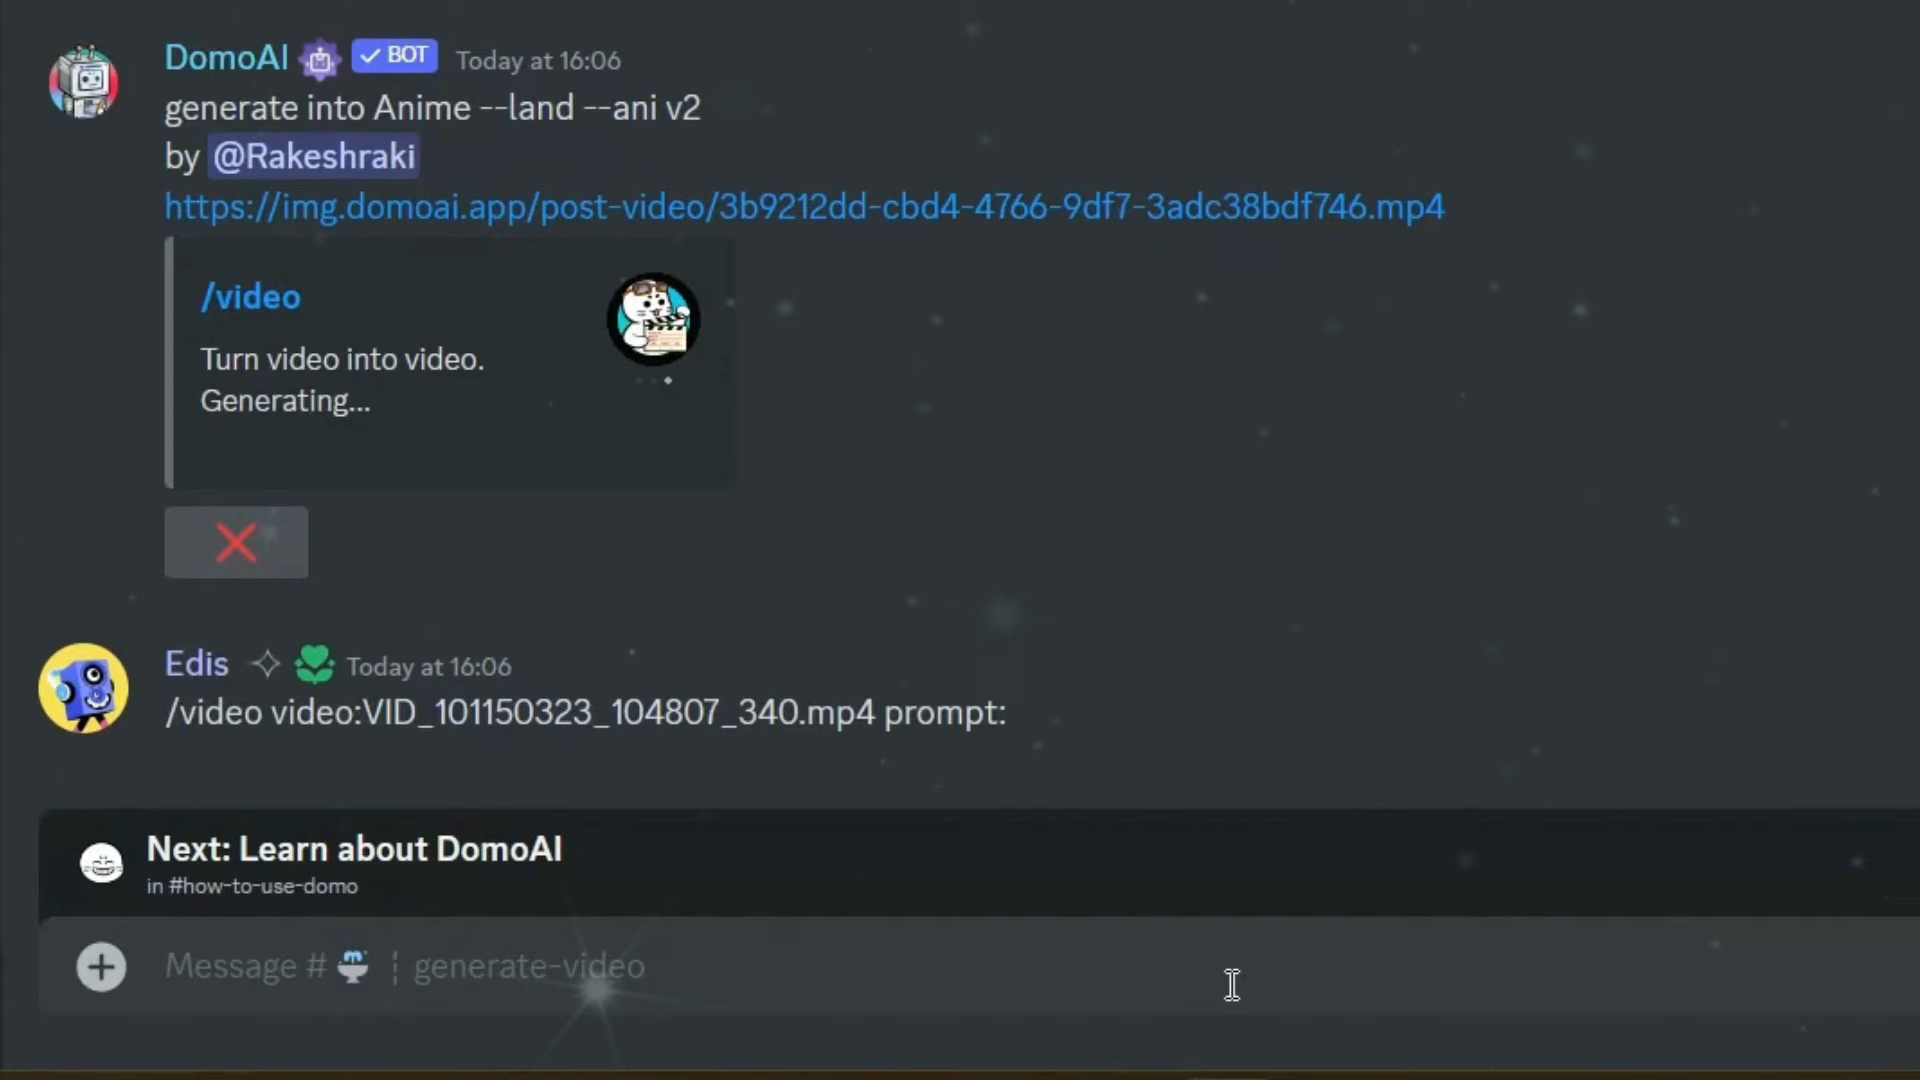 DomoAI BOT Today at 16:06
generate into Anime --land --ani v2
by @Rakeshraki
https://img.domoai.app/post-video/3b9212dd-cbd4-4766-9df7-3adc38bdf746.mp4
/video
Turn video into video.
Generating...
Edis Today at 16:06
/video video:VID_101150323_104807_340.mp4 prompt:
Next: Learn about DomoAI
in #how-to-use-domo
Message # ¦ generate-video